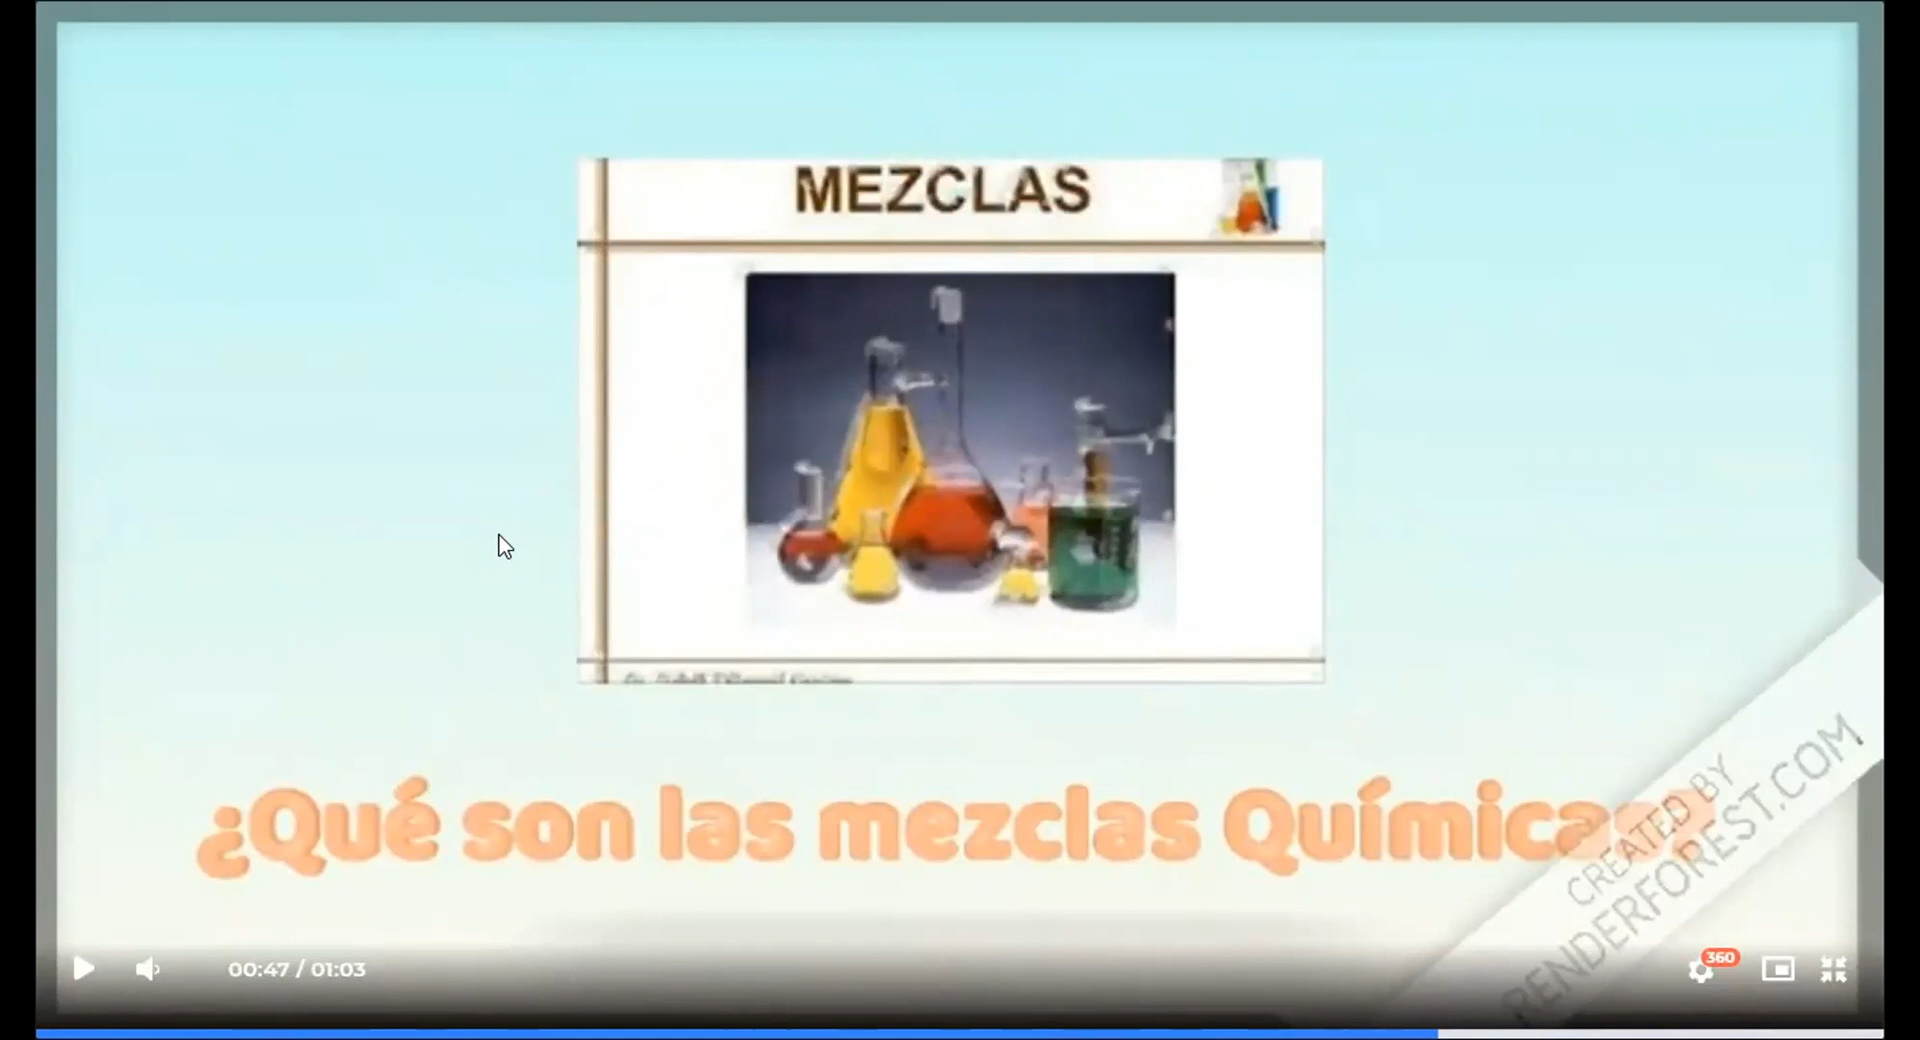 MEZCLAS
¿Qué son las mezclas Químicas?
CREATED BY
RENDERFOREST.COM
00:47 / 01:03
360